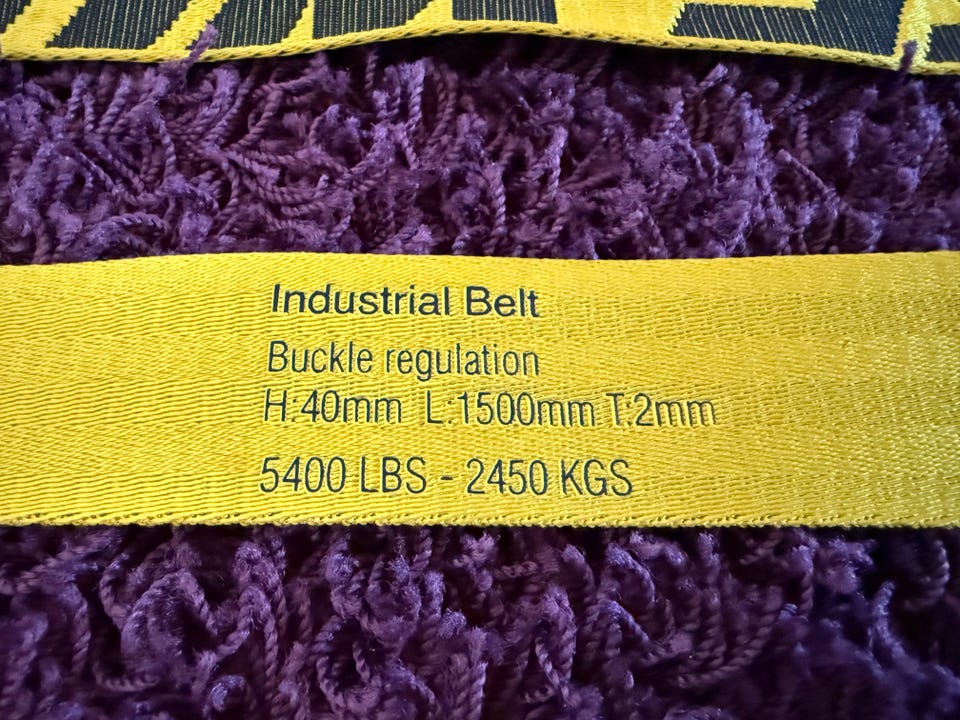 Industrial Belt
Buckle regulation
H:40mm L:1500mm T:2mm
5400 LBS - 2450 KGS